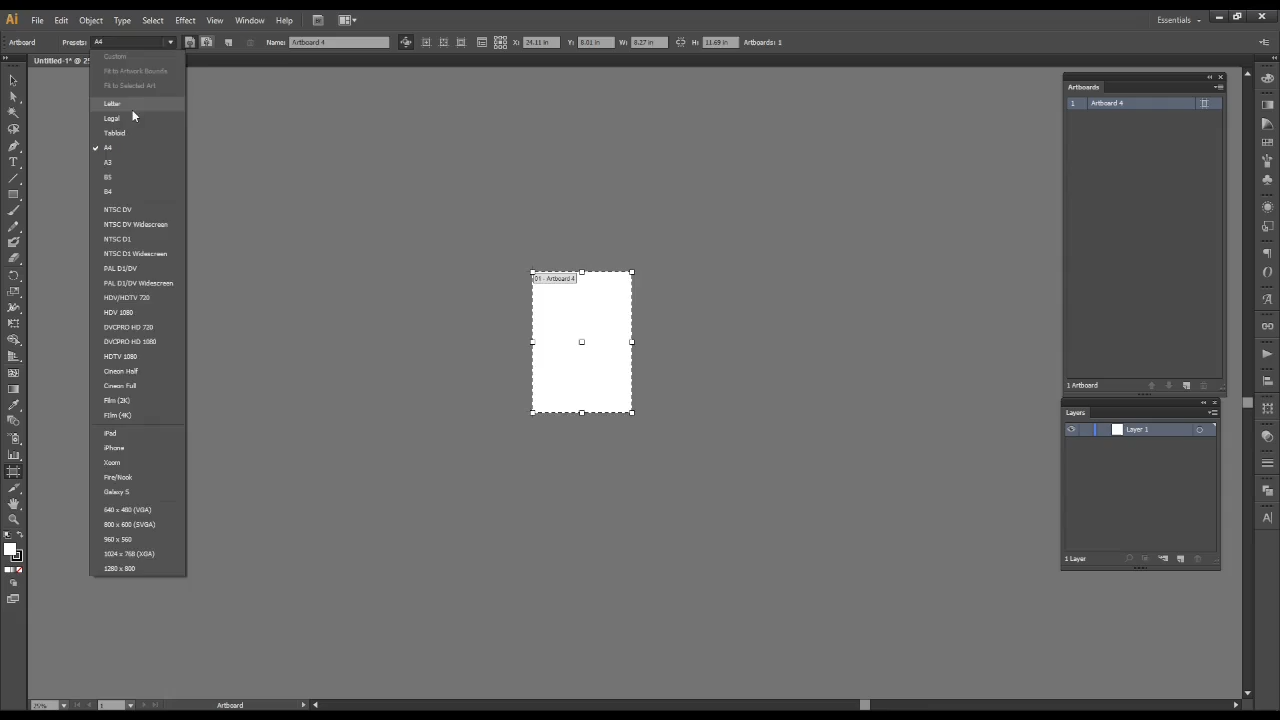 Ai File Edit Object Type Select Effect View Window Help Essentials
Artboard Presets: A4 Name: Artboard 4 X: 24.11 in Y: 8.01 in W: 8.27 in H: 11.69 in Artboards: 1
Untitled-1* @ 25
Custom
Fit to Artwork Bounds
Fit to Selected Art
Letter
Legal
Tabloid
A4
A3
B5
B4
NTSC DV
NTSC DV Widescreen
NTSC D1
NTSC D1 Widescreen
PAL D1/DV
PAL D1/DV Widescreen
HDV/HDTV 720
HDV 1080
DVCPRO HD 720
DVCPRO HD 1080
HDTV 1080
Cineon Half
Cineon Full
Film (2K)
Film (4K)
iPad
iPhone
Xoom
Fire/Nook
Galaxy S
640 x 480 (VGA)
800 x 600 (SVGA)
960 x 560
1024 x 768 (XGA)
1280 x 800
01 - Artboard 4
Artboards
1 Artboard 4
1 Artboard
Layers
Layer 1
1 Layer
25% 1 Artboard